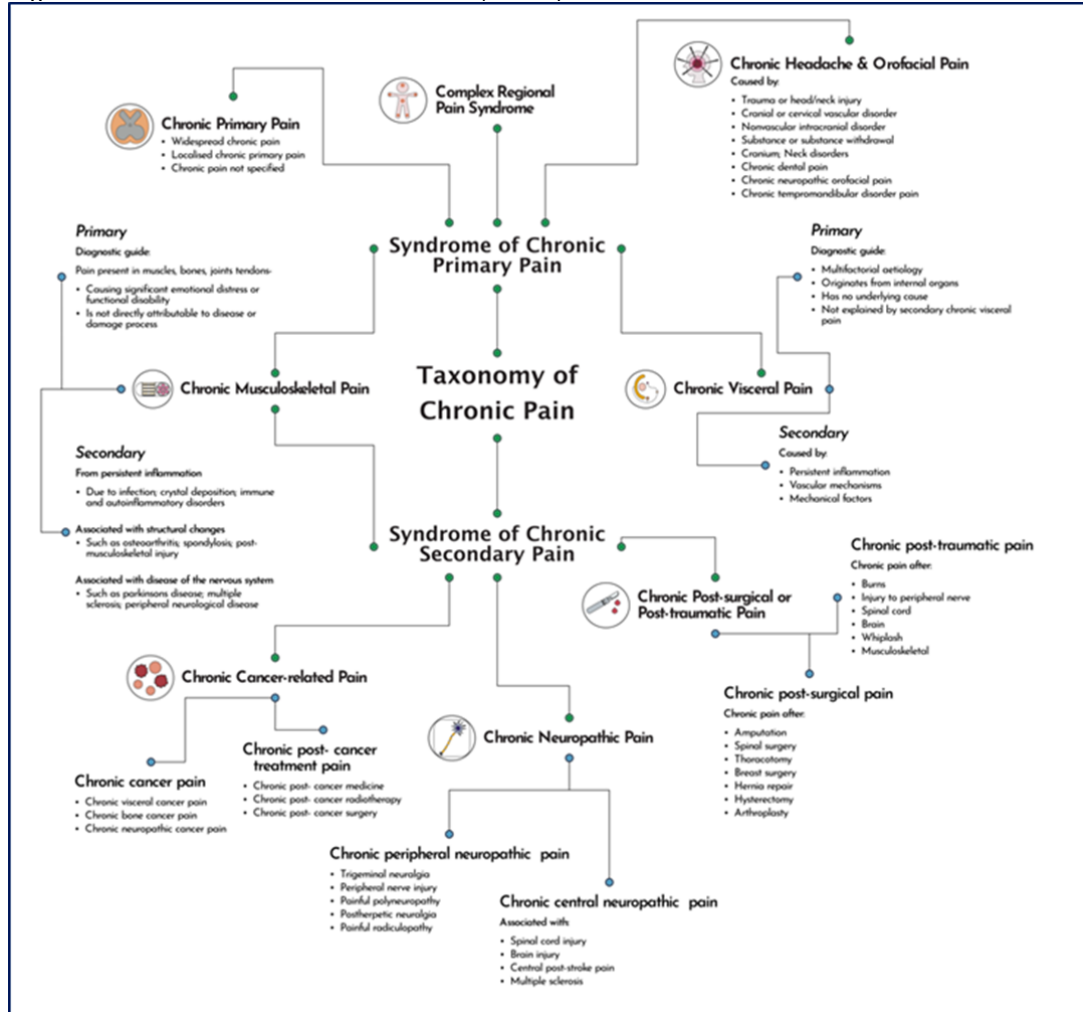 Chronic Headache & Orofacial Pain
Caused by:
• Trauma or head/neck injury
• Cranial or cervical vascular disorder
• Nonvascular intracranial disorder
• Substance or substance withdrawal
• Cranium; Neck disorders
• Chronic dental pain
• Chronic neuropathic orofacial pain
• Chronic tempromandibular disorder pain
Complex Regional
Pain Syndrome
Chronic Primary Pain
• Widespread chronic pain
• Localised chronic primary pain
• Chronic pain not specified
Syndrome of Chronic
Primary Pain
Primary
Diagnostic guide:
Pain present in muscles, bones, joints tendons-
• Causing significant emotional distress or
functional disability
• Is not directly attributable to disease or
damage process
Primary
Diagnostic guide:
• Multifactorial aetiology
• Originates from internal organs
• Has no underlying cause
• Not explained by secondary chronic visceral
pain
Chronic Musculoskeletal Pain
Taxonomy of
Chronic Pain
Chronic Visceral Pain
Secondary
From persistent inflammation
• Due to infection; crystal deposition; immune
and autoinflammatory disorders
Associated with structural changes
• Such as osteoarthritis; spondylosis; post-
musculoskeletal injury
Associated with disease of the nervous system
• Such as parkinsons disease; multiple
sclerosis; peripheral neurological disease
Secondary
Caused by:
• Persistent inflammation
• Vascular mechanisms
• Mechanical factors
Syndrome of Chronic
Secondary Pain
Chronic Post-surgical or
Post-traumatic Pain
Chronic post-traumatic pain
Chronic pain after:
• Burns
• Injury to peripheral nerve
• Spinal cord
• Brain
• Whiplash
• Musculoskeletal
Chronic post-surgical pain
Chronic pain after:
• Amputation
• Spinal surgery
• Thoracotomy
• Breast surgery
• Hernia repair
• Hysterectomy
• Arthroplasty
Chronic Cancer-related Pain
Chronic cancer pain
• Chronic visceral cancer pain
• Chronic bone cancer pain
• Chronic neuropathic cancer pain
Chronic post- cancer
treatment pain
• Chronic post- cancer medicine
• Chronic post- cancer radiotherapy
• Chronic post- cancer surgery
Chronic Neuropathic Pain
Chronic peripheral neuropathic pain
• Trigeminal neuralgia
• Peripheral nerve injury
• Painful polyneuropathy
• Postherpetic neuralgia
• Painful radiculopathy
Chronic central neuropathic pain
Associated with:
• Spinal cord injury
• Brain injury
• Central post-stroke pain
• Multiple sclerosis